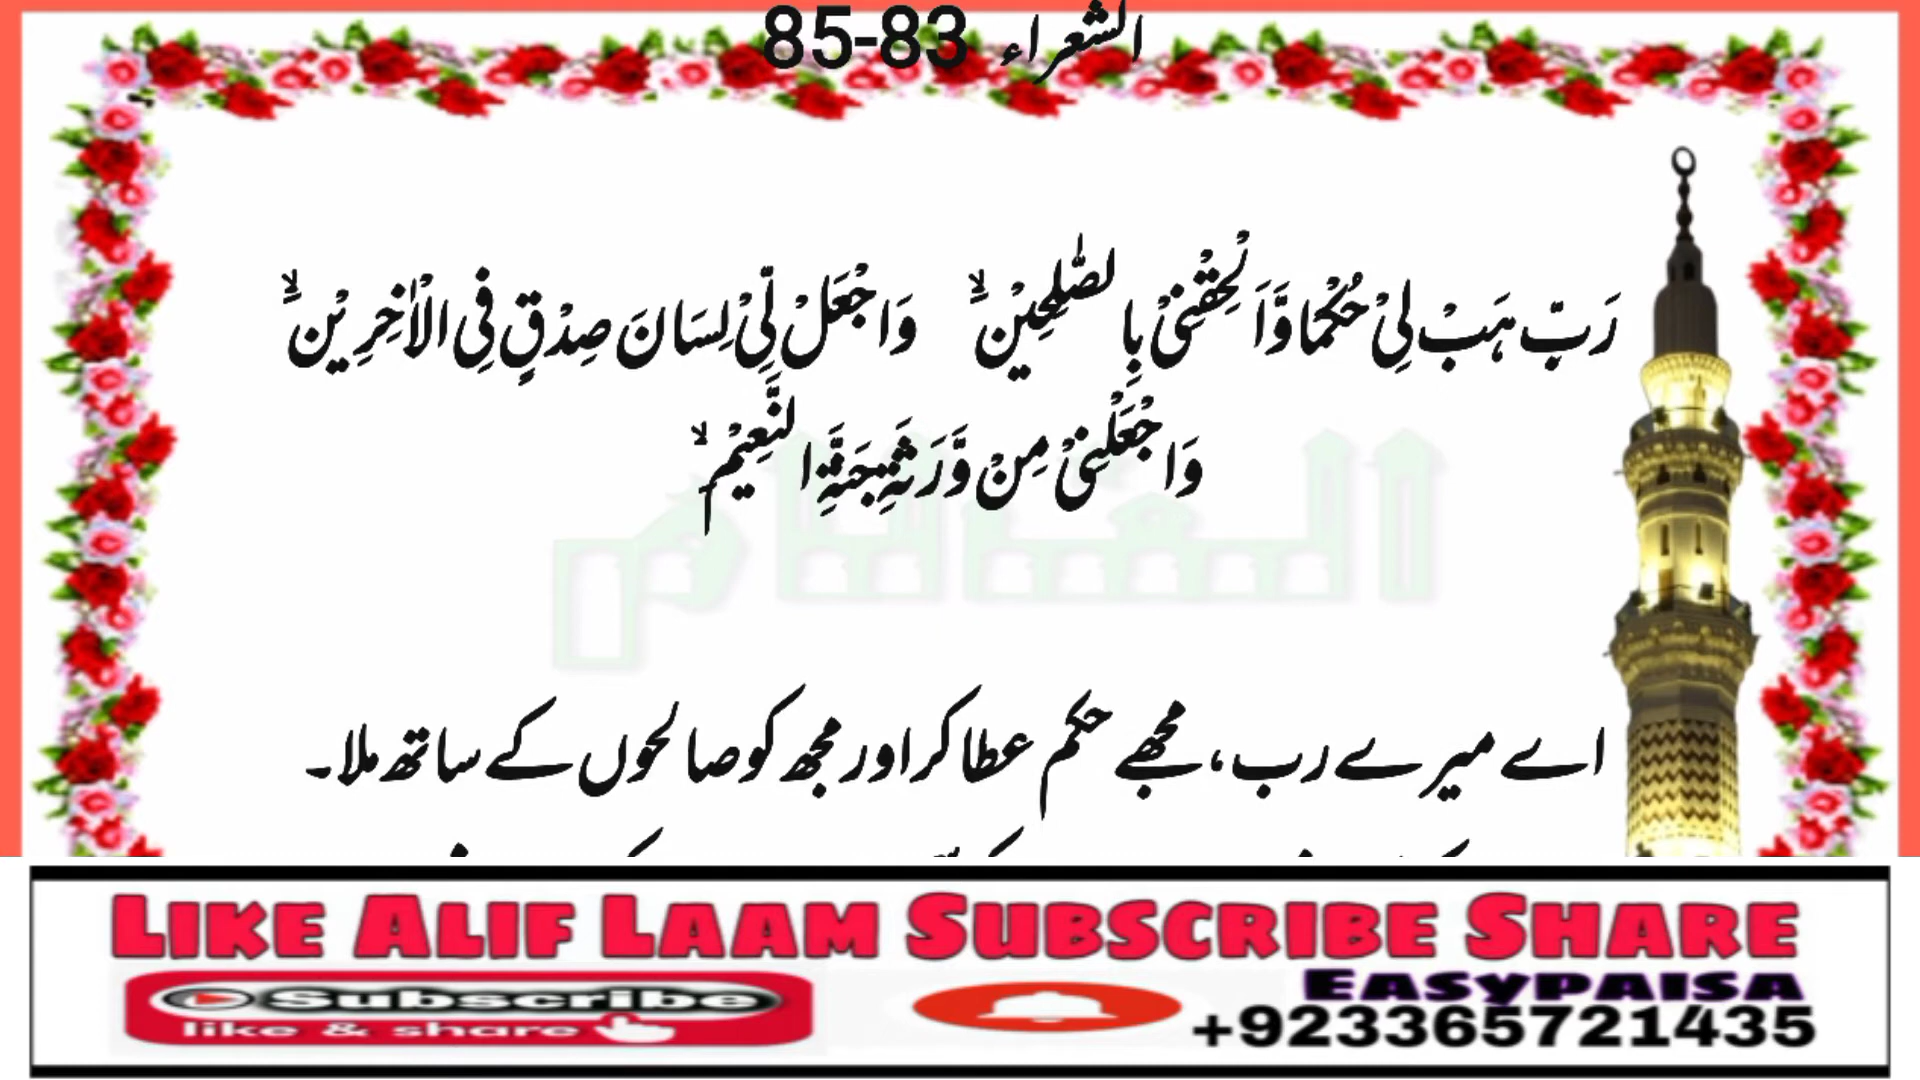 الشعراء 83-85
رَبِّ ہَبۡ لِیۡ حُکۡمًا وَّ اَلۡحِقۡنِیۡ بِالصّٰلِحِیۡنَ ﴿ۙ﴾ وَ اجۡعَلۡ لِّیۡ لِسَانَ صِدۡقٍ فِی الۡاٰخِرِیۡنَ ﴿ۙ﴾
وَ اجۡعَلۡنِیۡ مِنۡ وَّرَثَۃِ جَنَّۃِ النَّعِیۡمِ ﴿ۙ﴾
اے میرے رب، مجھے حکم عطا کر اور مجھ کو صالحوں کے ساتھ ملا۔
LIKE ALIF LAAM SUBSCRIBE SHARE
Subscribe
like & share
EASYPAISA
+923365721435